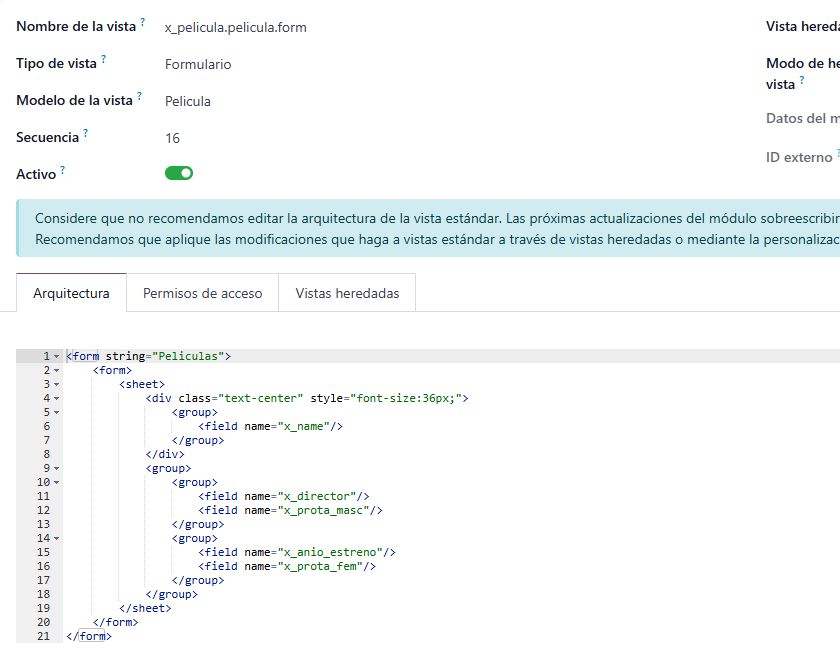 Nombre de la vista ? x_pelicula.pelicula.form
Vista hereda
Tipo de vista ? Formulario
Modo de he
vista ?
Modelo de la vista ? Pelicula
Datos del m
Secuencia ? 16
ID externo ?
Activo ?
Considere que no recomendamos editar la arquitectura de la vista estándar. Las próximas actualizaciones del módulo sobreescribir
Recomendamos que aplique las modificaciones que haga a vistas estándar a través de vistas heredadas o mediante la personalizac
Arquitectura Permisos de acceso Vistas heredadas
1 <form string="Peliculas">
2 <form>
3 <sheet>
4 <div class="text-center" style="font-size:36px;">
5 <group>
6 <field name="x_name"/>
7 </group>
8 </div>
9 <group>
10 <group>
11 <field name="x_director"/>
12 <field name="x_prota_masc"/>
13 </group>
14 <group>
15 <field name="x_anio_estreno"/>
16 <field name="x_prota_fem"/>
17 </group>
18 </group>
19 </sheet>
20 </form>
21 </form>